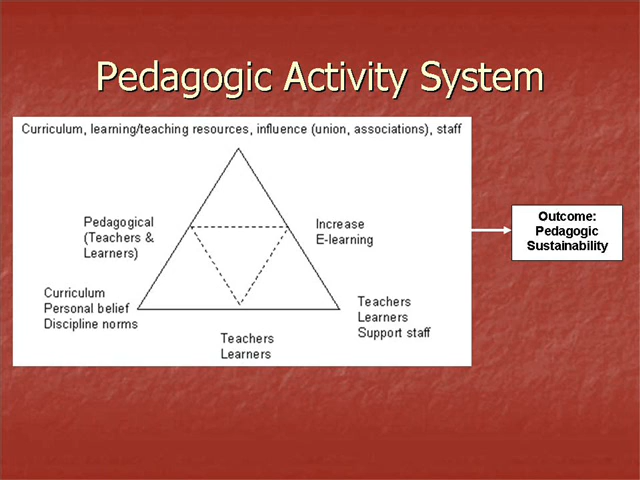 Pedagogic Activity System
Curriculum, learning/teaching resources, influence (union, associations), staff
Pedagogical
(Teachers &
Learners)
Increase
E-learning
Outcome:
Pedagogic
Sustainability
Curriculum
Personal belief
Discipline norms
Teachers
Learners
Support staff
Teachers
Learners